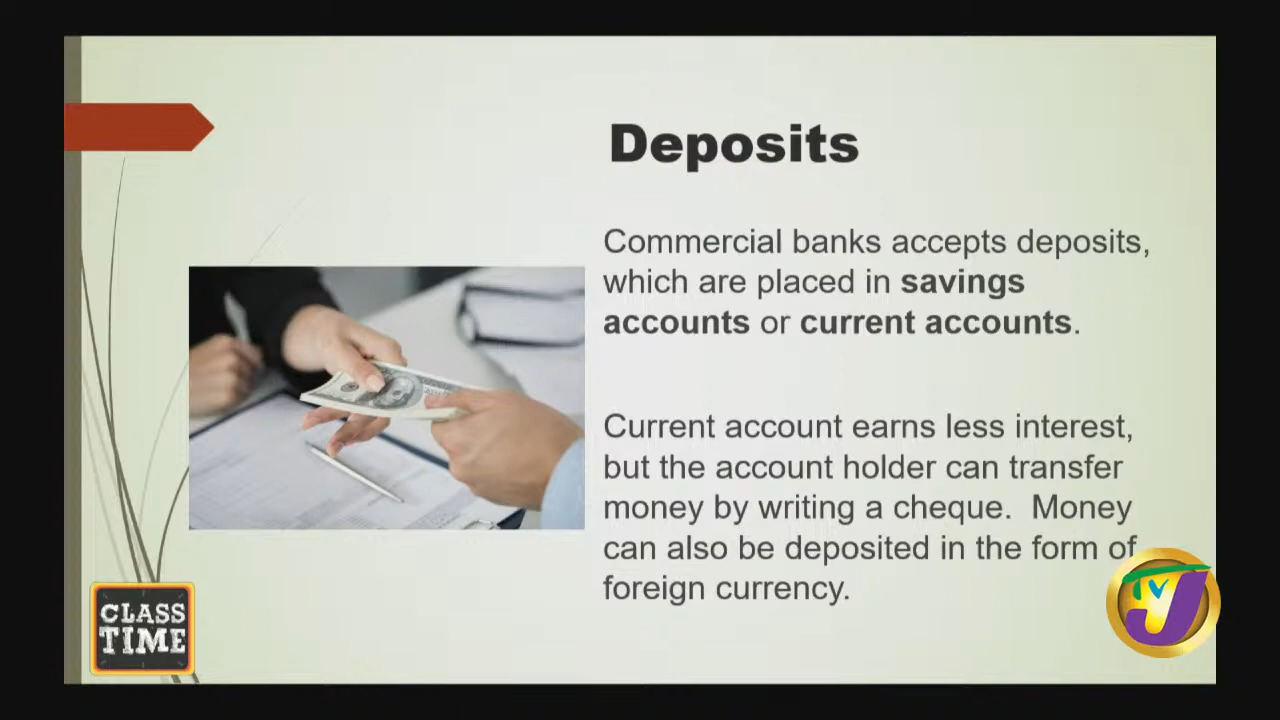 Deposits
Commercial banks accepts deposits,
which are placed in savings
accounts or current accounts.
Current account earns less interest,
but the account holder can transfer
money by writing a cheque. Money
can also be deposited in the form of
foreign currency.
CLASS
TIME
TVJ